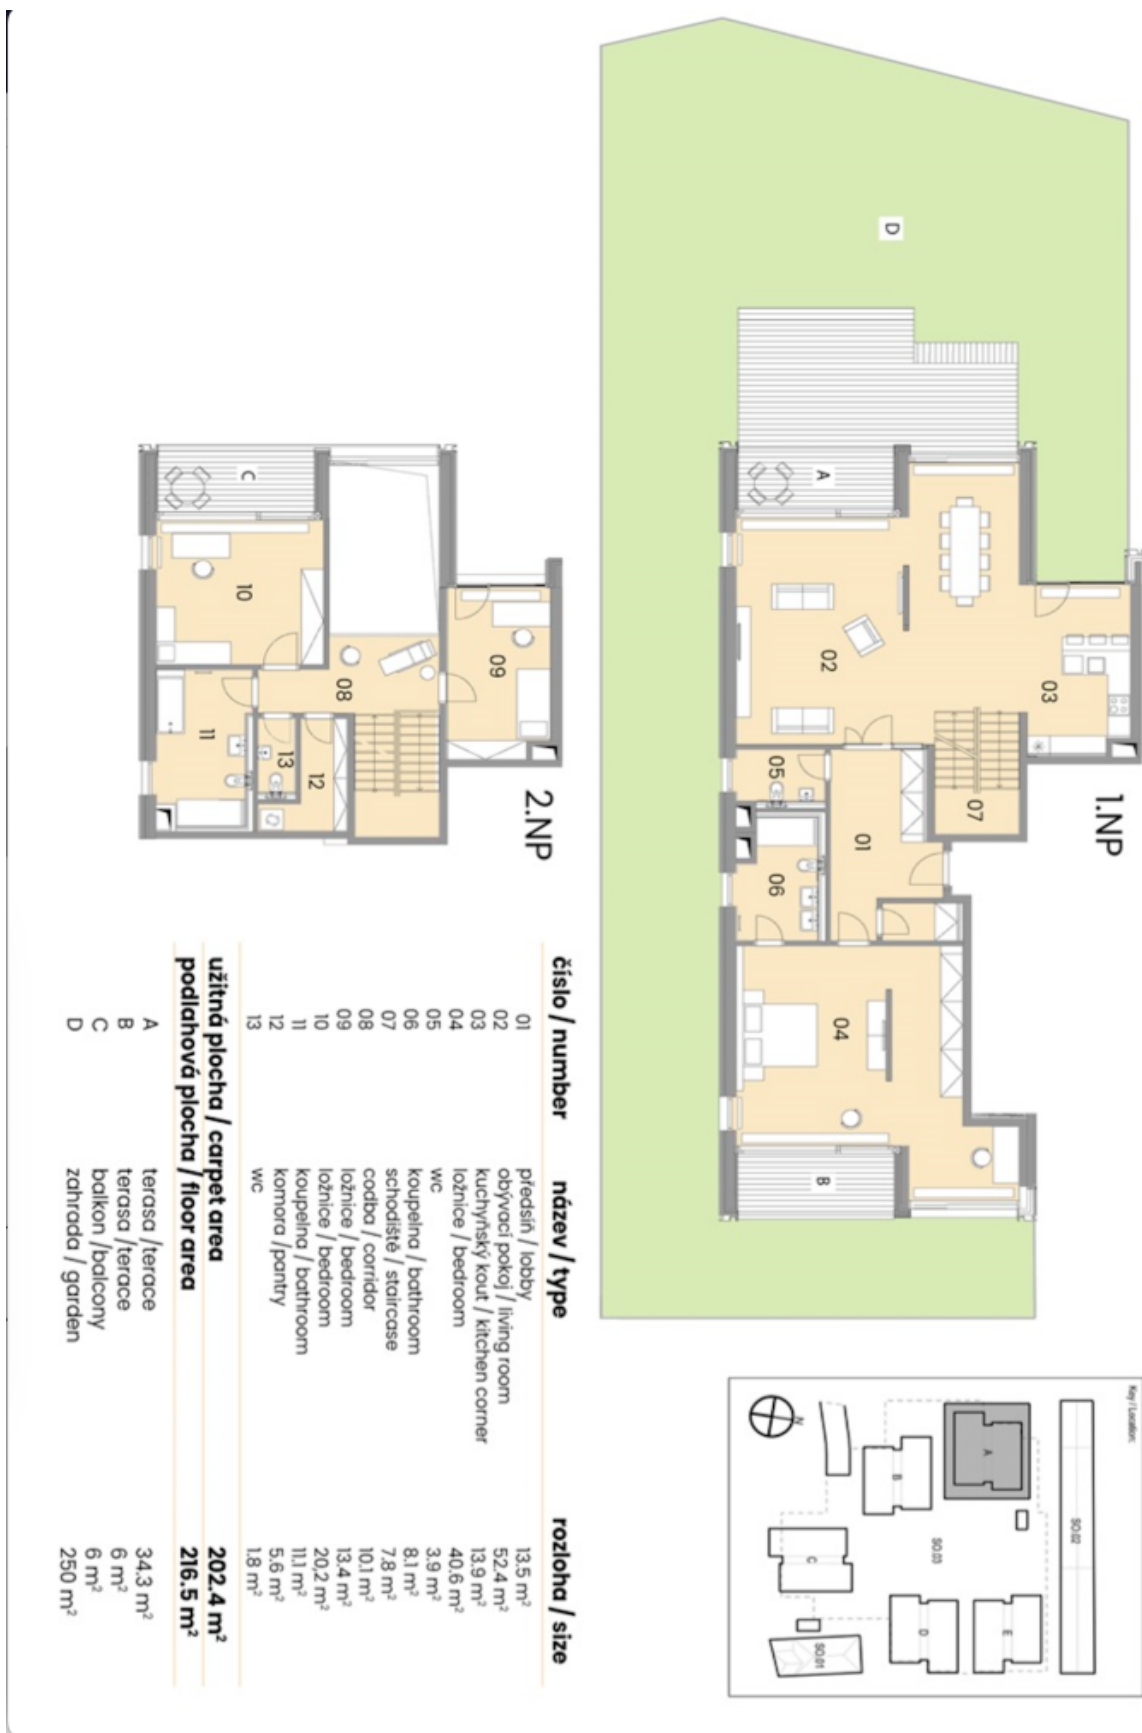 1.NP
D
A
02
03
07
05
01
06
04
B
2.NP
C
10
09
08
11
13
12
Key/Location:
N
A
B
C
D
E
SO.01
SO.02
SO.03
číslo / number název / type rozloha / size
01 předsíň / lobby 13.5 m²
02 obývací pokoj / living room 52.4 m²
03 kuchyňský kout / kitchen corner 13.9 m²
04 ložnice / bedroom 40.6 m²
05 wc 3.9 m²
06 koupelna / bathroom 8.1 m²
07 schodiště / staircase 7.8 m²
08 codba / corridor 10.1 m²
09 ložnice / bedroom 13.4 m²
10 ložnice / bedroom 20,2 m²
11 koupelna / bathroom 11.1 m²
12 komora /pantry 5.6 m²
13 wc 1.8 m²
užitná plocha / carpet area 202.4 m²
podlahová plocha / floor area 216.5 m²
A terasa /terace 34.3 m²
B terasa /terace 6 m²
C balkon /balcony 6 m²
D zahrada / garden 250 m²